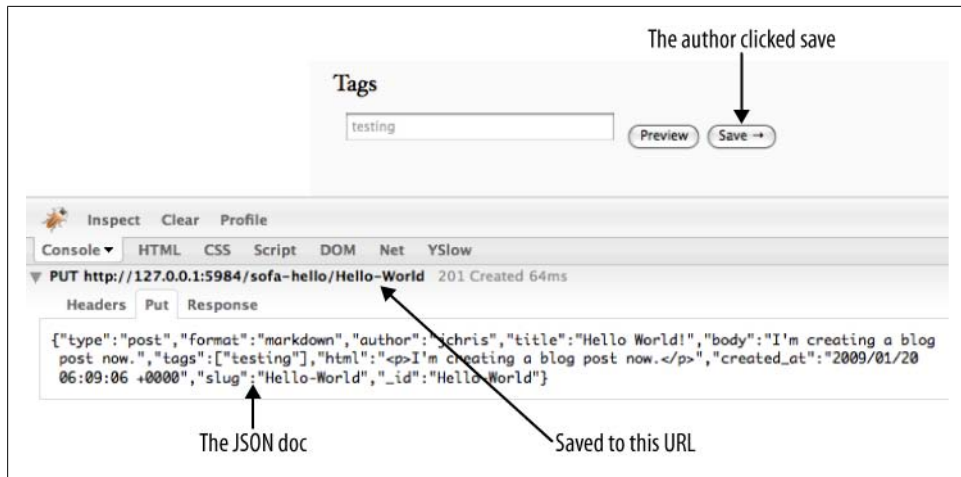 The author clicked save
Tags
testing
Preview
Save →
Inspect Clear Profile
Console ▾ HTML CSS Script DOM Net YSlow
▼ PUT http://127.0.0.1:5984/sofa-hello/Hello-World 201 Created 64ms
Headers Put Response
{"type":"post","format":"markdown","author":"jchris","title":"Hello World!","body":"I'm creating a blog
post now.","tags":["testing"],"html":"<p>I'm creating a blog post now.</p>","created_at":"2009/01/20
06:09:06 +0000","slug":"Hello-World","_id":"Hello-World"}
The JSON doc
Saved to this URL